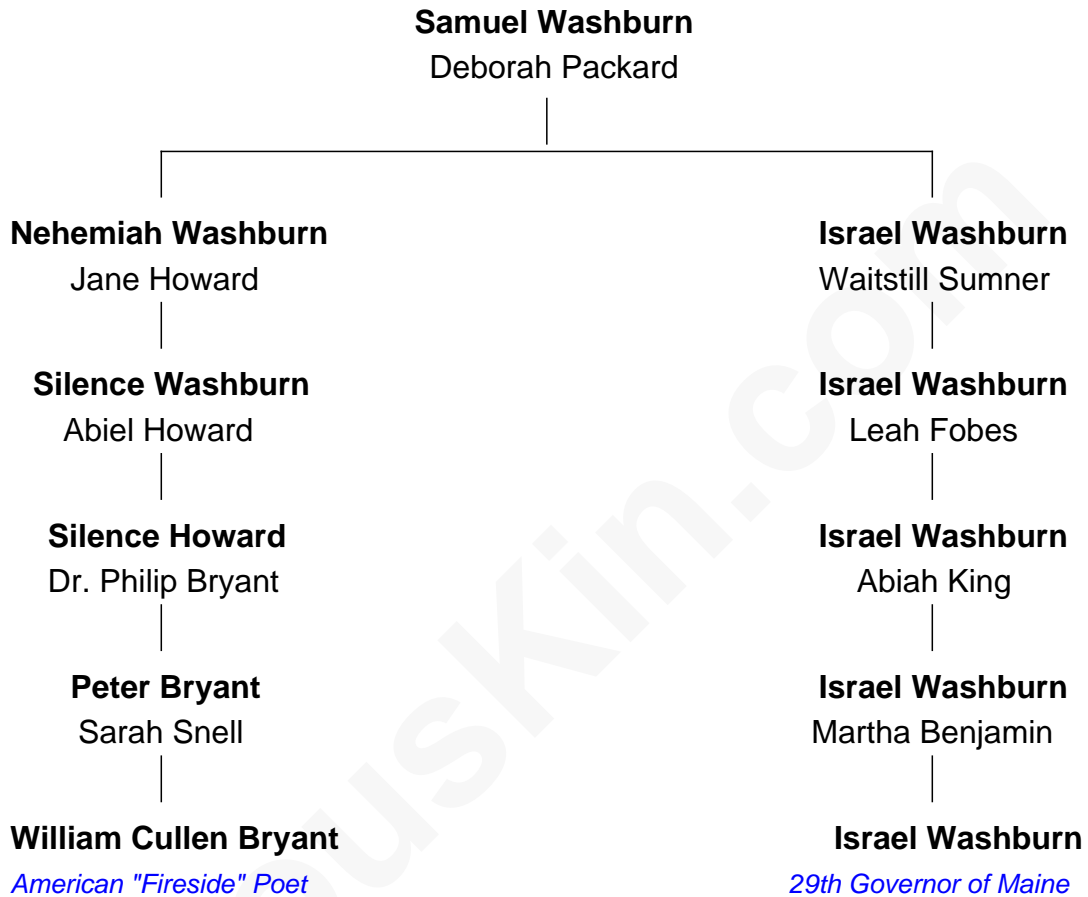 Samuel Washburn
Deborah Packard
Nehemiah Washburn
Jane Howard
Israel Washburn
Waitstill Sumner
Silence Washburn
Abiel Howard
Israel Washburn
Leah Fobes
Silence Howard
Dr. Philip Bryant
Israel Washburn
Abiah King
Peter Bryant
Sarah Snell
Israel Washburn
Martha Benjamin
William Cullen Bryant
American "Fireside" Poet
Israel Washburn
29th Governor of Maine
ousKin.com